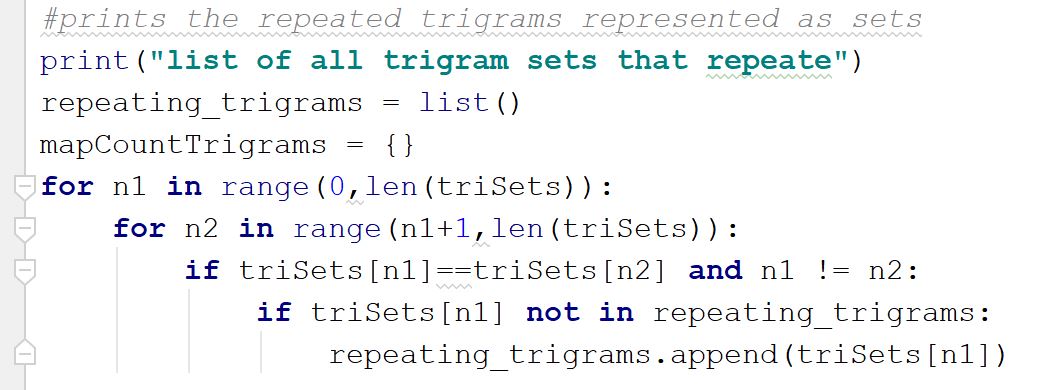 #prints the repeated trigrams represented as sets
print("list of all trigram sets that repeate")
repeating_trigrams = list()
mapCountTrigrams = {}
for n1 in range(0,len(triSets)):
    for n2 in range(n1+1,len(triSets)):
        if triSets[n1]==triSets[n2] and n1 != n2:
            if triSets[n1] not in repeating_trigrams:
                repeating_trigrams.append(triSets[n1])